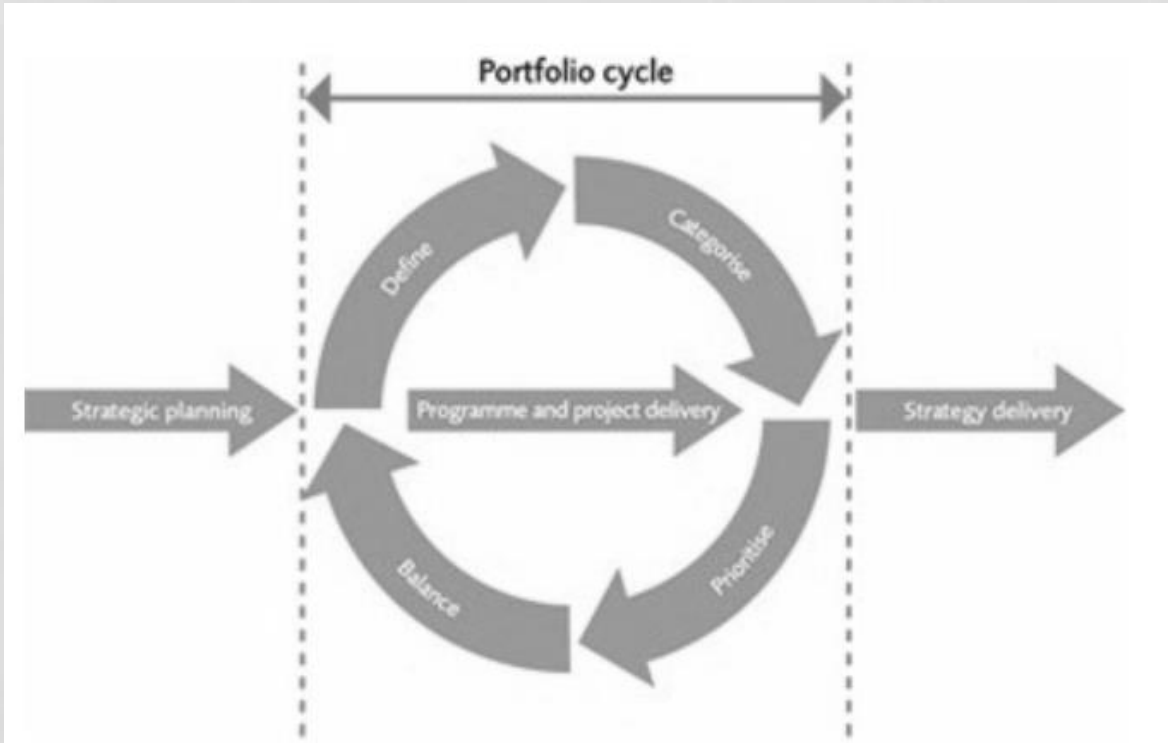 Portfolio cycle
Define
Categorise
Strategic planning
Programme and project delivery
Strategy delivery
Balance
Prioritise